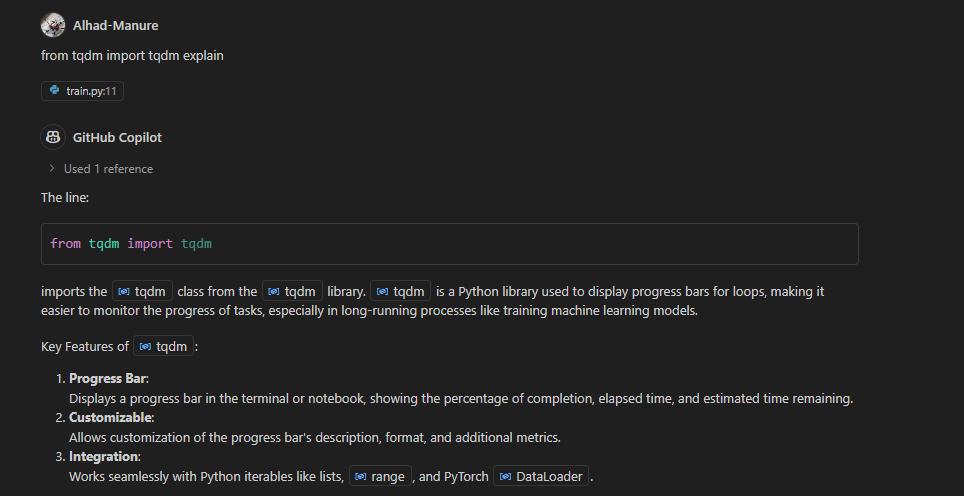 Alhad-Manure
from tqdm import tqdm explain
train.py:11
GitHub Copilot
Used 1 reference
The line:
from tqdm import tqdm
imports the tqdm class from the tqdm library. tqdm is a Python library used to display progress bars for loops, making it
easier to monitor the progress of tasks, especially in long-running processes like training machine learning models.
Key Features of tqdm :
1. Progress Bar:
Displays a progress bar in the terminal or notebook, showing the percentage of completion, elapsed time, and estimated time remaining.
2. Customizable:
Allows customization of the progress bar's description, format, and additional metrics.
3. Integration:
Works seamlessly with Python iterables like lists, range , and PyTorch DataLoader .